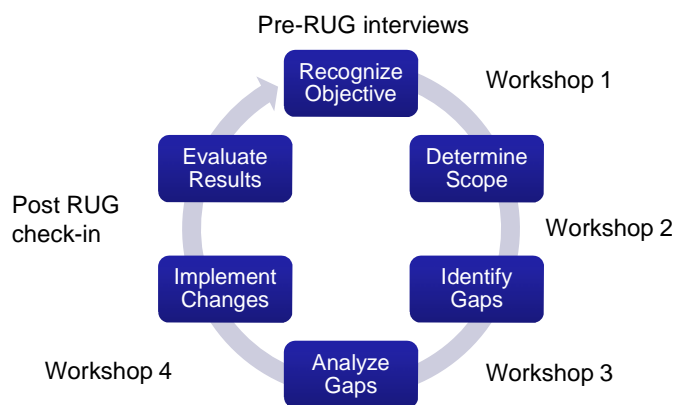 Pre-RUG interviews
Recognize
Objective
Workshop 1
Evaluate
Results
Determine
Scope
Post RUG
check-in
Workshop 2
Implement
Changes
Identify
Gaps
Workshop 4
Analyze
Gaps
Workshop 3